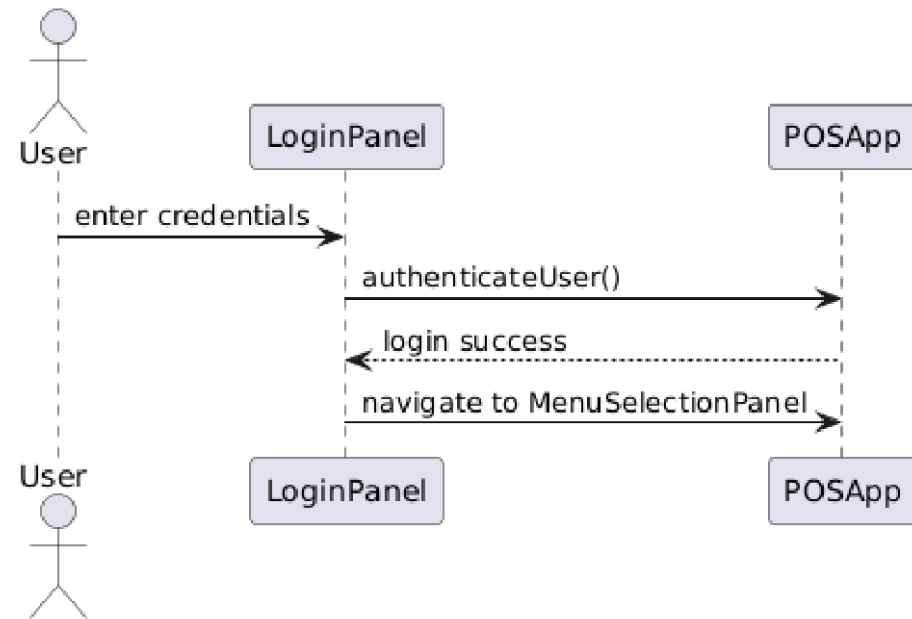 User
LoginPanel
POSApp
enter credentials
authenticateUser()
login success
navigate to MenuSelectionPanel
User
LoginPanel
POSApp